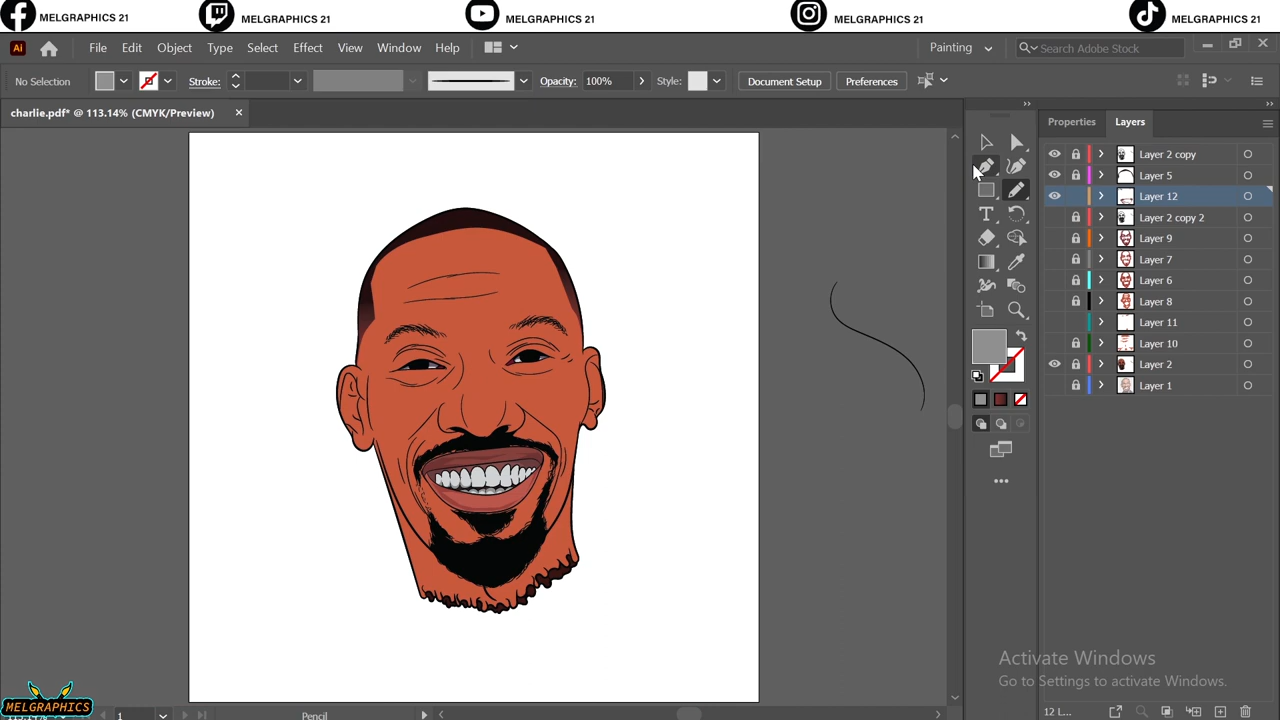 MELGRAPHICS 21 MELGRAPHICS 21 MELGRAPHICS 21 MELGRAPHICS 21 MELGRAPHICS 21
Ai File Edit Object Type Select Effect View Window Help Painting Search Adobe Stock
No Selection Stroke: Opacity: 100% Style: Document Setup Preferences
charlie.pdf* @ 113.14% (CMYK/Preview)
Properties Layers
Layer 2 copy
Layer 5
Layer 12
Layer 2 copy 2
Layer 9
Layer 7
Layer 6
Layer 8
Layer 11
Layer 10
Layer 2
Layer 1
Activate Windows
Go to Settings to activate Windows.
MELGRAPHICS
1 Pencil 12 L...